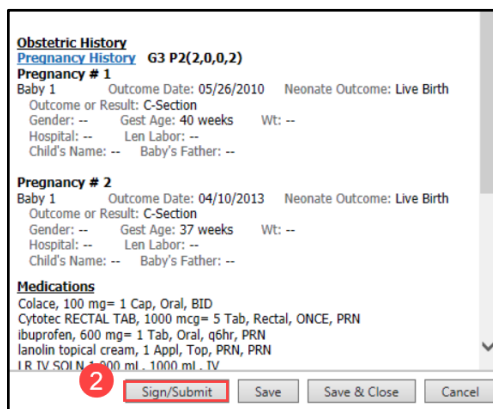 Obstetric History
Pregnancy History G3 P2(2,0,0,2)
Pregnancy # 1
Baby 1 Outcome Date: 05/26/2010 Neonate Outcome: Live Birth
Outcome or Result: C-Section
Gender: -- Gest Age: 40 weeks Wt: --
Hospital: -- Len Labor: --
Child's Name: -- Baby's Father: --
Pregnancy # 2
Baby 1 Outcome Date: 04/10/2013 Neonate Outcome: Live Birth
Outcome or Result: C-Section
Gender: -- Gest Age: 37 weeks Wt: --
Hospital: -- Len Labor: --
Child's Name: -- Baby's Father: --
Medications
Colace, 100 mg= 1 Cap, Oral, BID
Cytotec RECTAL TAB, 1000 mcg= 5 Tab, Rectal, ONCE, PRN
ibuprofen, 600 mg= 1 Tab, Oral, q6hr, PRN
lanolin topical cream, 1 Appl, Top, PRN, PRN
LR IV SOLN 1,000 mL, 1000 mL, IV
2 Sign/Submit Save Save & Close Cancel